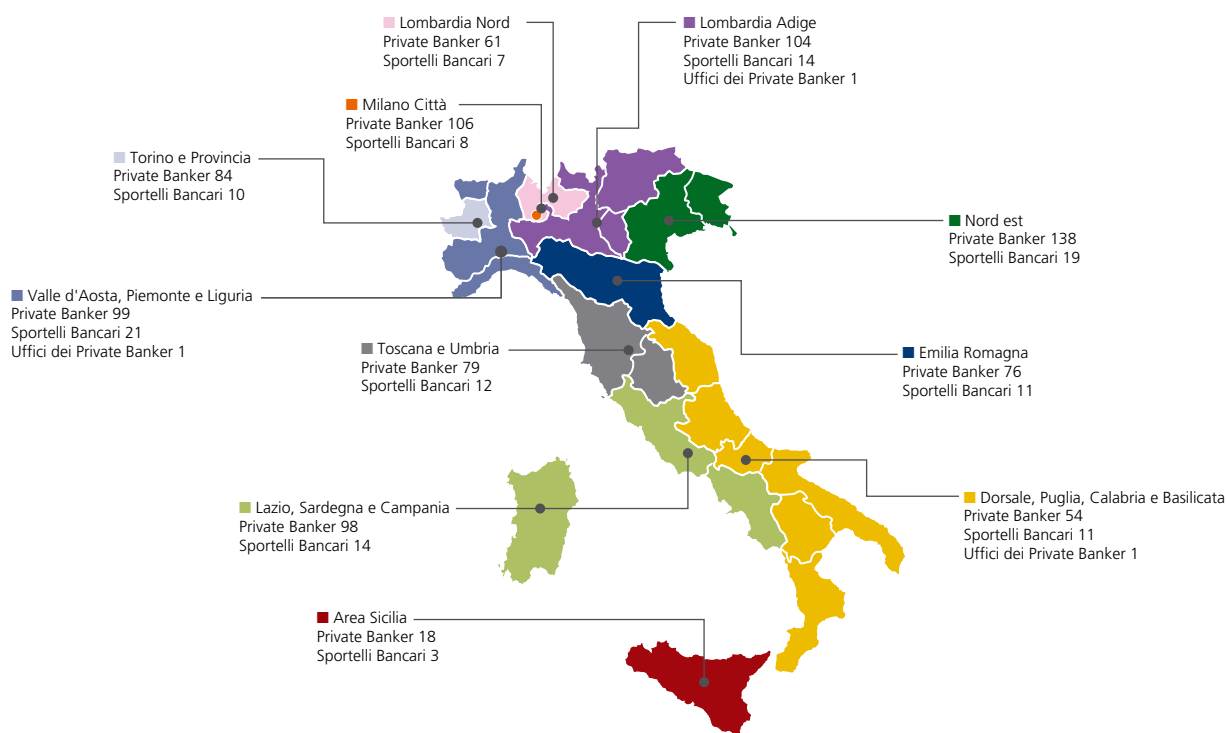 Lombardia Nord
Private Banker 61
Sportelli Bancari 7
Lombardia Adige
Private Banker 104
Sportelli Bancari 14
Uffici dei Private Banker 1
Milano Città
Private Banker 106
Sportelli Bancari 8
Torino e Provincia
Private Banker 84
Sportelli Bancari 10
Nord est
Private Banker 138
Sportelli Bancari 19
Valle d'Aosta, Piemonte e Liguria
Private Banker 99
Sportelli Bancari 21
Uffici dei Private Banker 1
Toscana e Umbria
Private Banker 79
Sportelli Bancari 12
Emilia Romagna
Private Banker 76
Sportelli Bancari 11
Lazio, Sardegna e Campania
Private Banker 98
Sportelli Bancari 14
Dorsale, Puglia, Calabria e Basilicata
Private Banker 54
Sportelli Bancari 11
Uffici dei Private Banker 1
Area Sicilia
Private Banker 18
Sportelli Bancari 3